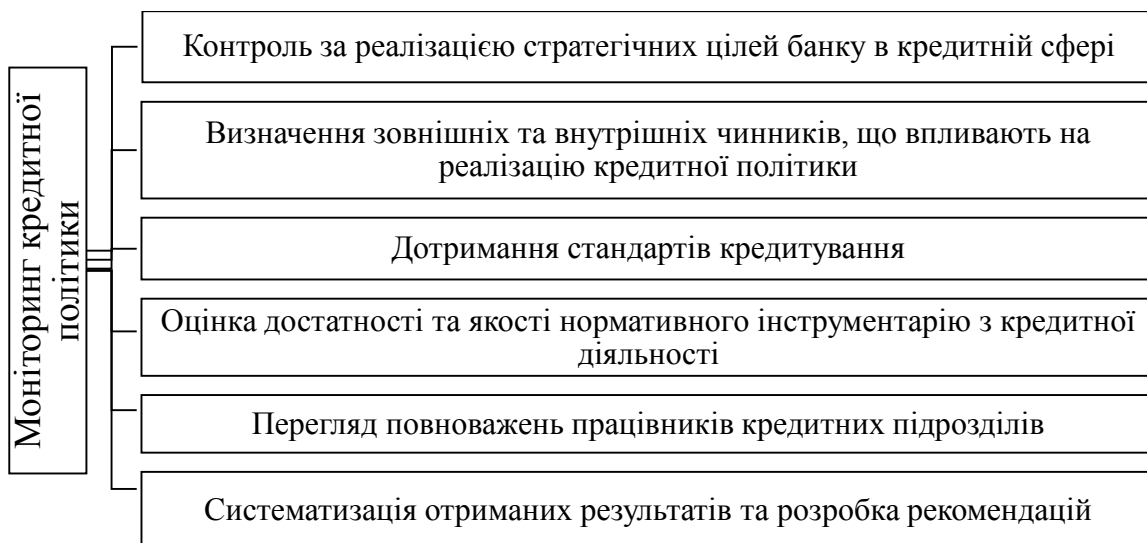 Моніторинг кредитної
політики
Контроль за реалізацією стратегічних цілей банку в кредитній сфері
Визначення зовнішніх та внутрішніх чинників, що впливають на
реалізацію кредитної політики
Дотримання стандартів кредитування
Оцінка достатності та якості нормативного інструментарію з кредитної
діяльності
Перегляд повноважень працівників кредитних підрозділів
Систематизація отриманих результатів та розробка рекомендацій